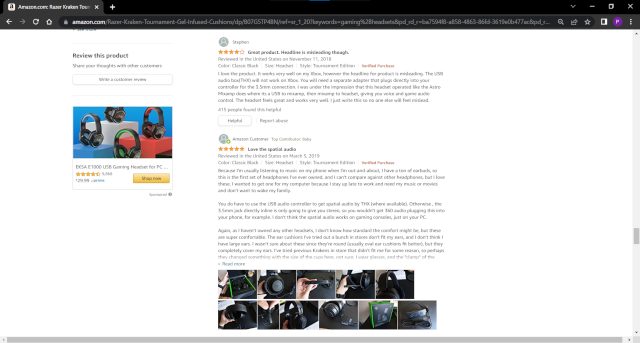 Amazon.com: Razer Kraken Tour
amazon.com/Razer-Kraken-Tournament-Gel-Infused-Cushions/dp/B07G5TP48N/ref=sr_1_20?keywords=gaming%2Bheadsets&pd_rd_r=ba7594f8-a858-4863-86fd-3619e0b477ac&pd_r...
Review this product
Share your thoughts with other customers
Write a customer review
EKSA E1000 USB Gaming Headset for PC ...
Shop now
Sponsored
Stephen
Great product. Headline is misleading though.
Reviewed in the United States on November 11, 2018
Color: Classic Black Size: Headset Style: Tournament Edition Verified Purchase
I love the product. It works very well on my Xbox, however the headline for product is misleading. The USB
audio box(THX) will not work on Xbox. You will need a separate adapter that plugs directly into your
controller for the 3.5mm connection. I was under the impression that this headset operated like the Astro
Mixamp does where its a USB to mixamp, then mixamp to headset, giving you voice and game audio
control. The headset feels great and works very well. I just write this so no one else will feel mislead.
415 people found this helpful
Helpful Report abuse
Amazon Customer Top Contributor: Baby
Love the spatial audio
Reviewed in the United States on March 5, 2019
Color: Classic Black Size: Headset Style: Tournament Edition Verified Purchase
Because I'm usually listening to music on my phone when I'm out and about, I have a ton of earbuds, so
this is the first set of headphones I've ever owned, and I can't compare against other headphones, but I love
these. I wanted to get one for my computer because I stay up late to work and need my music or movies
and don't want to wake my family.
You do have to use the USB audio controller to get spatial audio by THX (where available). Otherwise , the
3.5mm jack directly inline is only going to give you stereo, so you wouldn't get 360 audio plugging this into
your phone, for example. I don't think the spatial audio works on gaming consoles, just on your PC.
Again, as I haven't owned any other headsets, I don't know how standard the comfort might be, but these
are super comfortable. The ear cushions I've tried out a bunch in stores don't fit my ears, and I don't think I
have large ears. I wasn't sure about these since they're round (usually oval ear cushions fit better), but they
completely cover my ears. I've tried previous Krakens in store that didn't fit me for some reason, so perhaps
they changed something with the size of the cups here, not sure. I wear glasses, and the "clamp" of the
Read more